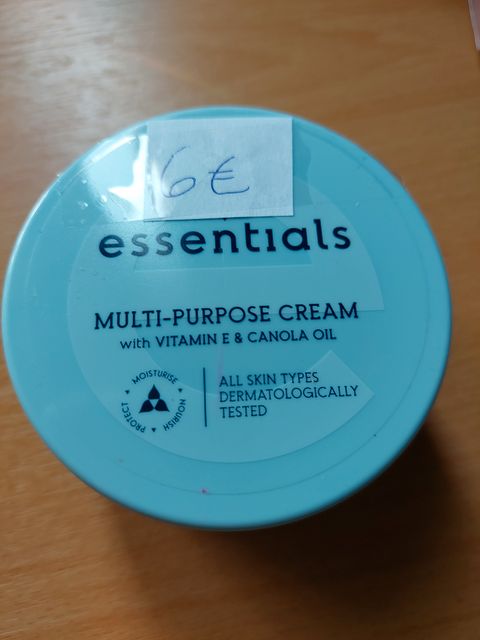 6€
essentials
MULTI-PURPOSE CREAM
with VITAMIN E & CANOLA OIL
MOISTURISE
NOURISH
PROTECT
ALL SKIN TYPES
DERMATOLOGICALLY
TESTED